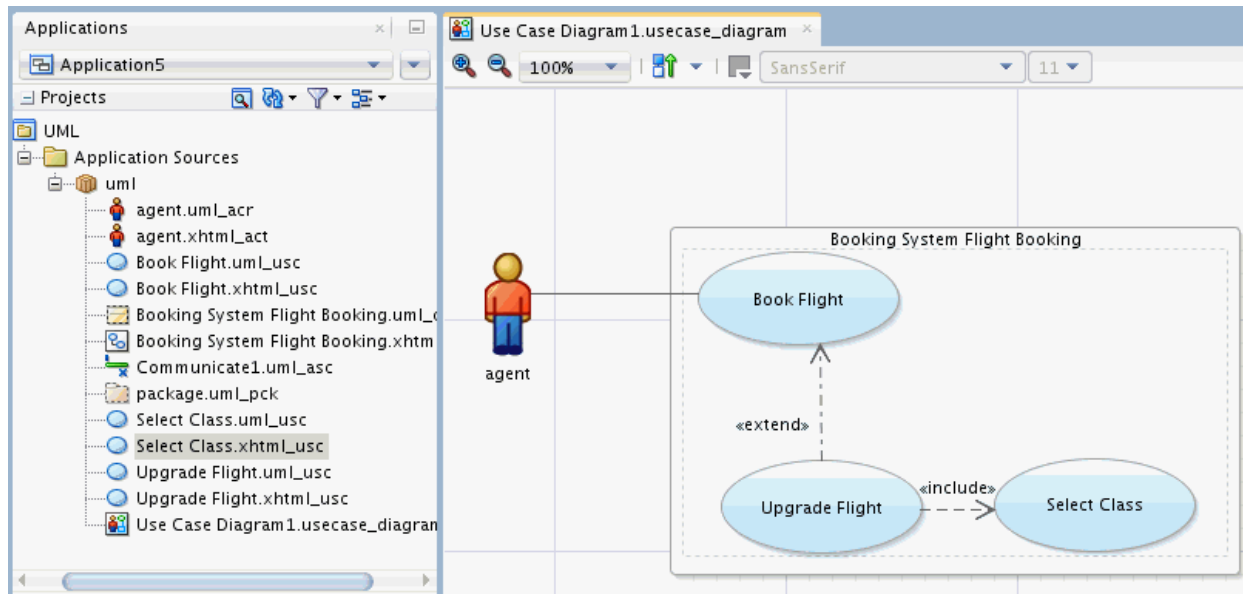 Applications
Application5
Projects
UML
Application Sources
uml
agent.uml_acr
agent.xhtml_act
Book Flight.uml_usc
Book Flight.xhtml_usc
Booking System Flight Booking.uml_
Booking System Flight Booking.xhtm
Communicate1.uml_asc
package.uml_pck
Select Class.uml_usc
Select Class.xhtml_usc
Upgrade Flight.uml_usc
Upgrade Flight.xhtml_usc
Use Case Diagram1.usecase_diagram
Use Case Diagram1.usecase_diagram
100%
SansSerif
11
Booking System Flight Booking
Book Flight
agent
«extend»
«include»
Upgrade Flight
Select Class